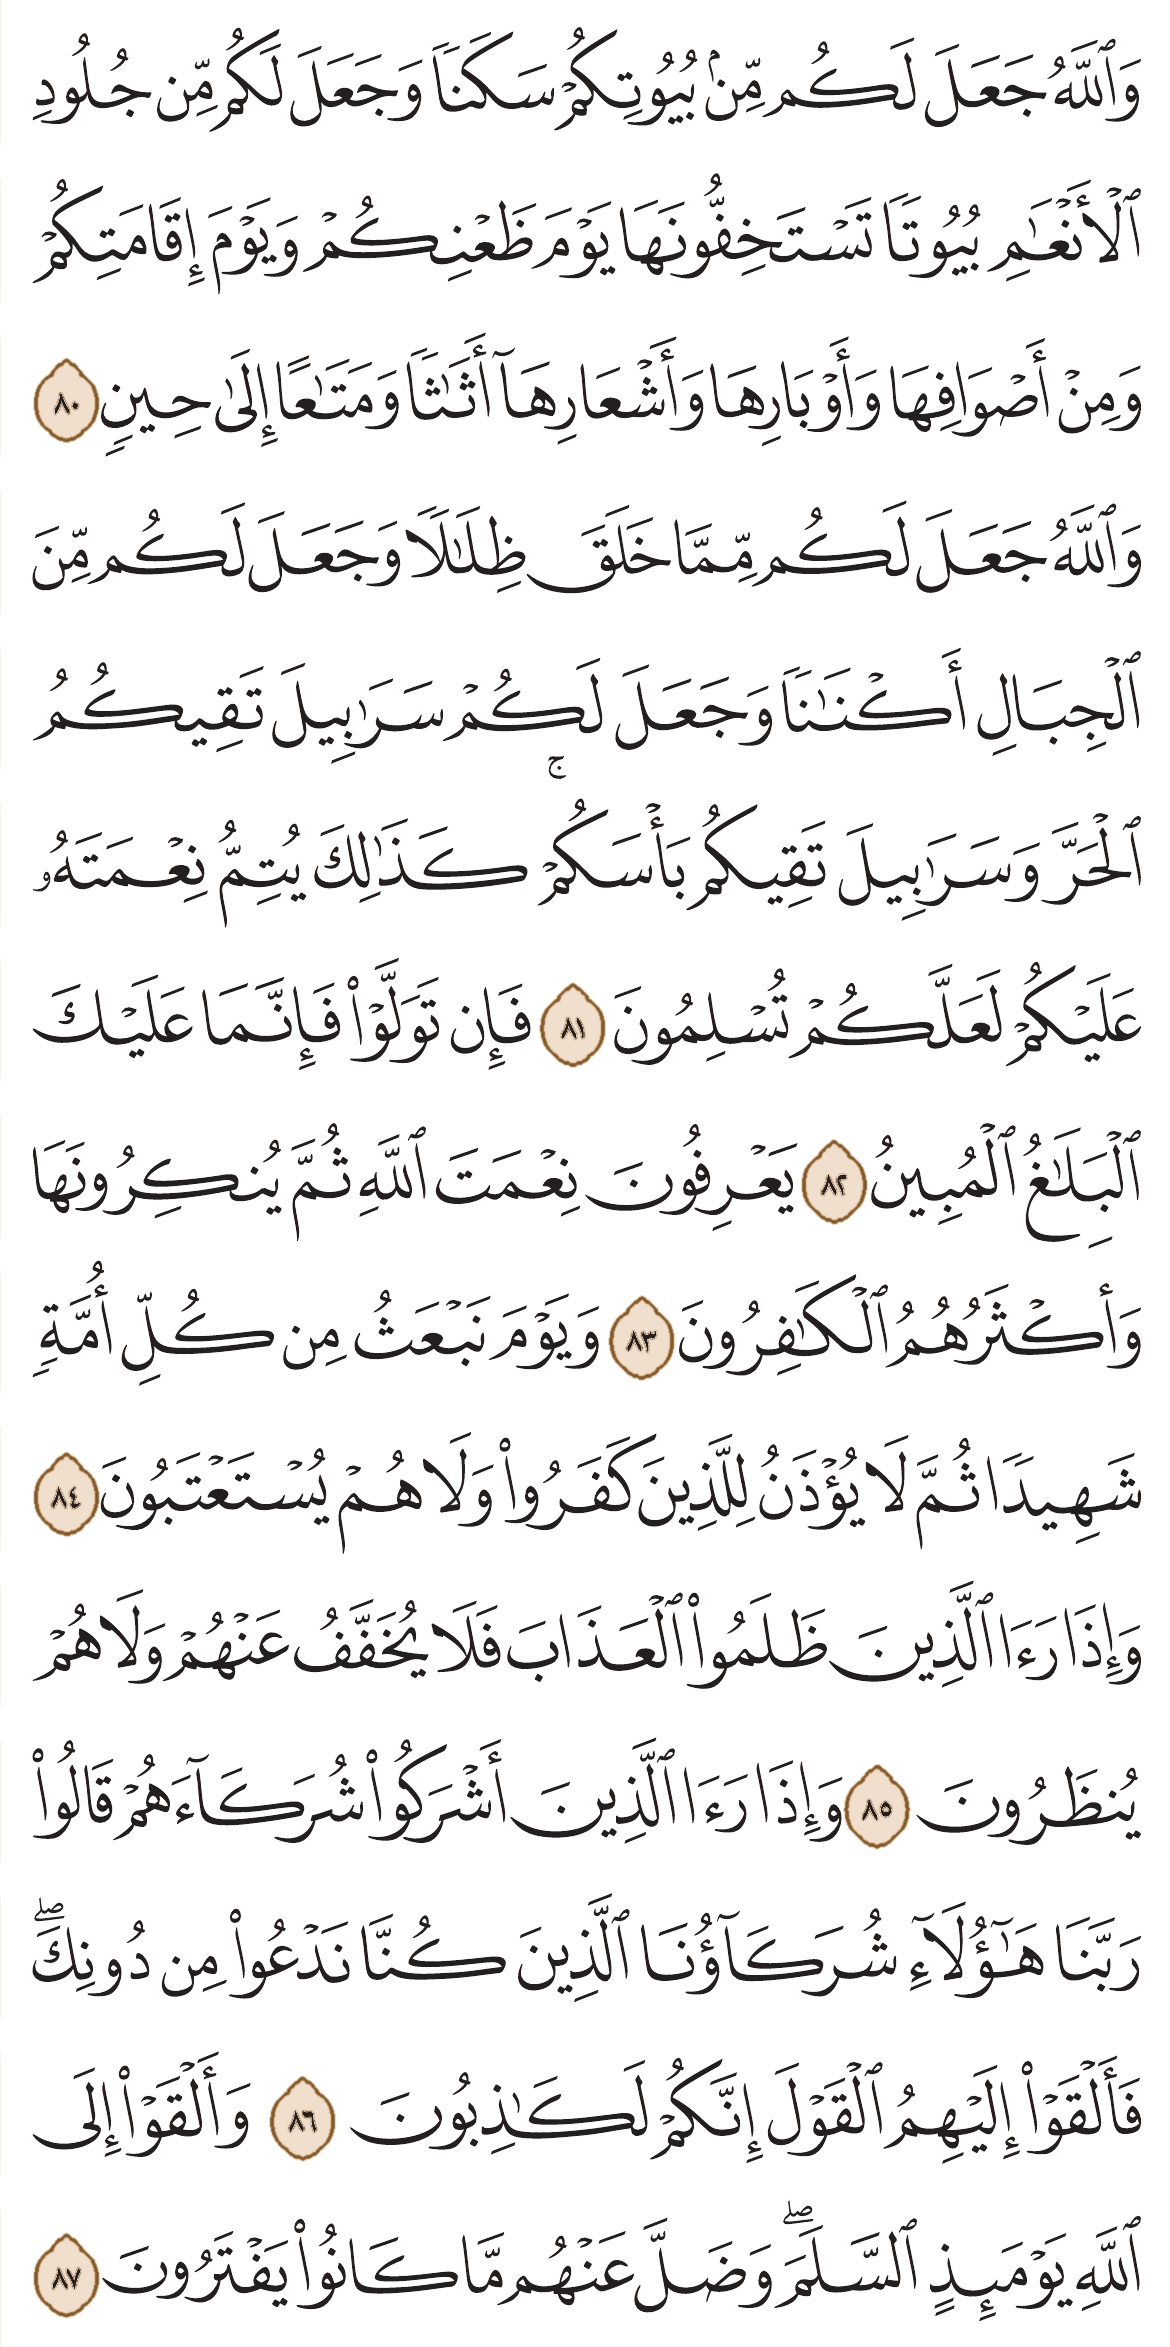 وَٱللَّهُ جَعَلَ لَكُم مِّنۢ بُيُوتِكُمْ سَكَنًا وَجَعَلَ لَكُم مِّن جُلُودِ
ٱلْأَنْعَـٰمِ بُيُوتًا تَسْتَخِفُّونَهَا يَوْمَ ظَعْنِكُمْ وَيَوْمَ إِقَامَتِكُمْ
وَمِنْ أَصْوَافِهَا وَأَوْبَارِهَا وَأَشْعَارِهَآ أَثَـٰثًا وَمَتَـٰعًا إِلَىٰ حِينٍ ٨٠
وَٱللَّهُ جَعَلَ لَكُم مِّمَّا خَلَقَ ظِلَـٰلًا وَجَعَلَ لَكُم مِّنَ
ٱلْجِبَالِ أَكْنَـٰنًا وَجَعَلَ لَكُمْ سَرَٰبِيلَ تَقِيكُمُ
ٱلْحَرَّ وَسَرَٰبِيلَ تَقِيكُم بَأْسَكُمْ ۚ كَذَٰلِكَ يُتِمُّ نِعْمَتَهُۥ
عَلَيْكُمْ لَعَلَّكُمْ تُسْلِمُونَ ٨١ فَإِن تَوَلَّوْا۟ فَإِنَّمَا عَلَيْكَ
ٱلْبَلَـٰغُ ٱلْمُبِينُ ٨٢ يَعْرِفُونَ نِعْمَتَ ٱللَّهِ ثُمَّ يُنكِرُونَهَا
وَأَكْثَرُهُمُ ٱلْكَـٰفِرُونَ ٨٣ وَيَوْمَ نَبْعَثُ مِن كُلِّ أُمَّةٍ
شَهِيدًا ثُمَّ لَا يُؤْذَنُ لِلَّذِينَ كَفَرُوا۟ وَلَا هُمْ يُسْتَعْتَبُونَ ٨٤
وَإِذَا رَءَا ٱلَّذِينَ ظَلَمُوا۟ ٱلْعَذَابَ فَلَا يُخَفَّفُ عَنْهُمْ وَلَا هُمْ
يُنظَرُونَ ٨٥ وَإِذَا رَءَا ٱلَّذِينَ أَشْرَكُوا۟ شُرَكَآءَهُمْ قَالُوا۟
رَبَّنَا هَـٰٓؤُلَآءِ شُرَكَآؤُنَا ٱلَّذِينَ كُنَّا نَدْعُوا۟ مِن دُونِكَ ۖ
فَأَلْقَوْا۟ إِلَيْهِمُ ٱلْقَوْلَ إِنَّكُمْ لَكَـٰذِبُونَ ٨٦ وَأَلْقَوْا۟ إِلَى
ٱللَّهِ يَوْمَئِذٍ ٱلسَّلَمَ ۖ وَضَلَّ عَنْهُم مَّا كَانُوا۟ يَفْتَرُونَ ٨٧